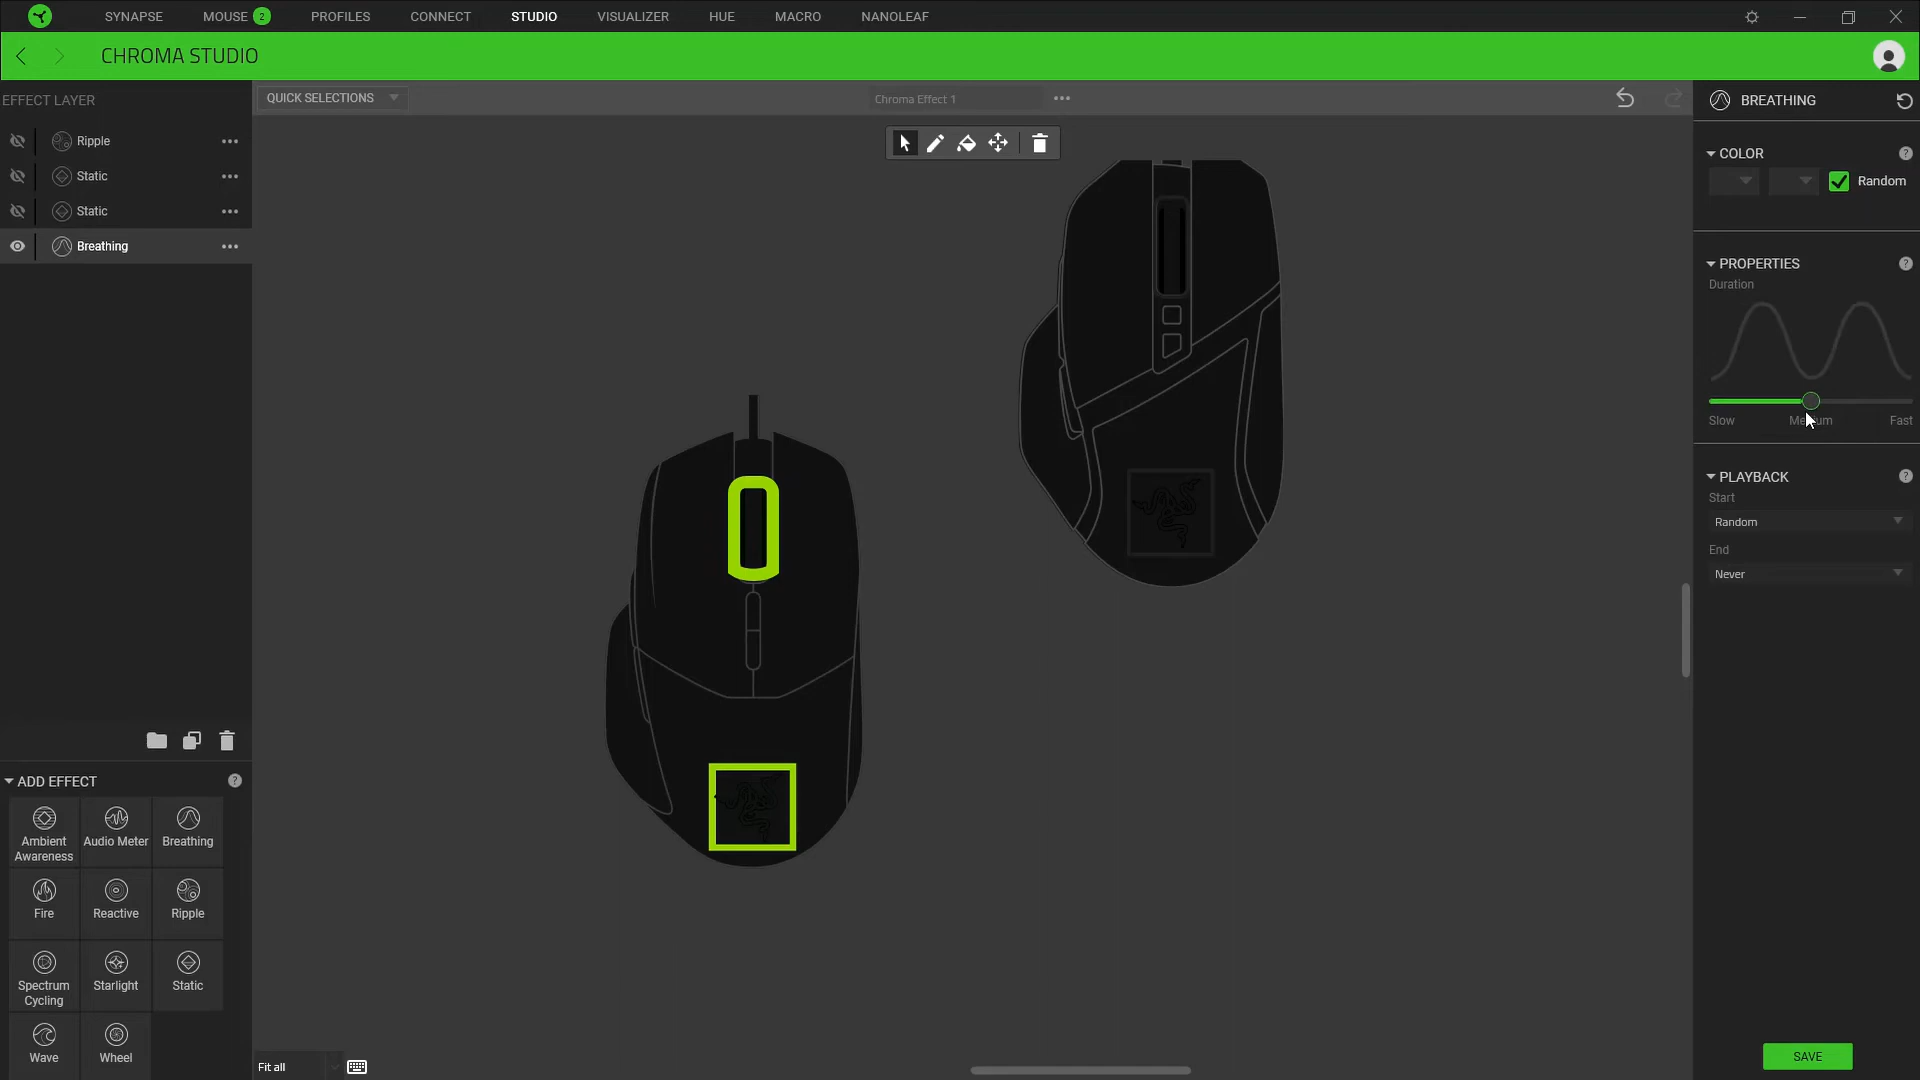 SYNAPSE
MOUSE 2
PROFILES
CONNECT
STUDIO
VISUALIZER
HUE
MACRO
NANOLEAF
CHROMA STUDIO
EFFECT LAYER
Ripple
Static
Static
Breathing
QUICK SELECTIONS
Chroma Effect 1
BREATHING
COLOR
?
Random
PROPERTIES
?
Duration
Slow
Medium
Fast
PLAYBACK
?
Start
Random
End
Never
ADD EFFECT
?
Ambient
Awareness
Audio Meter
Breathing
Fire
Reactive
Ripple
Spectrum
Cycling
Starlight
Static
Wave
Wheel
Fit all
SAVE